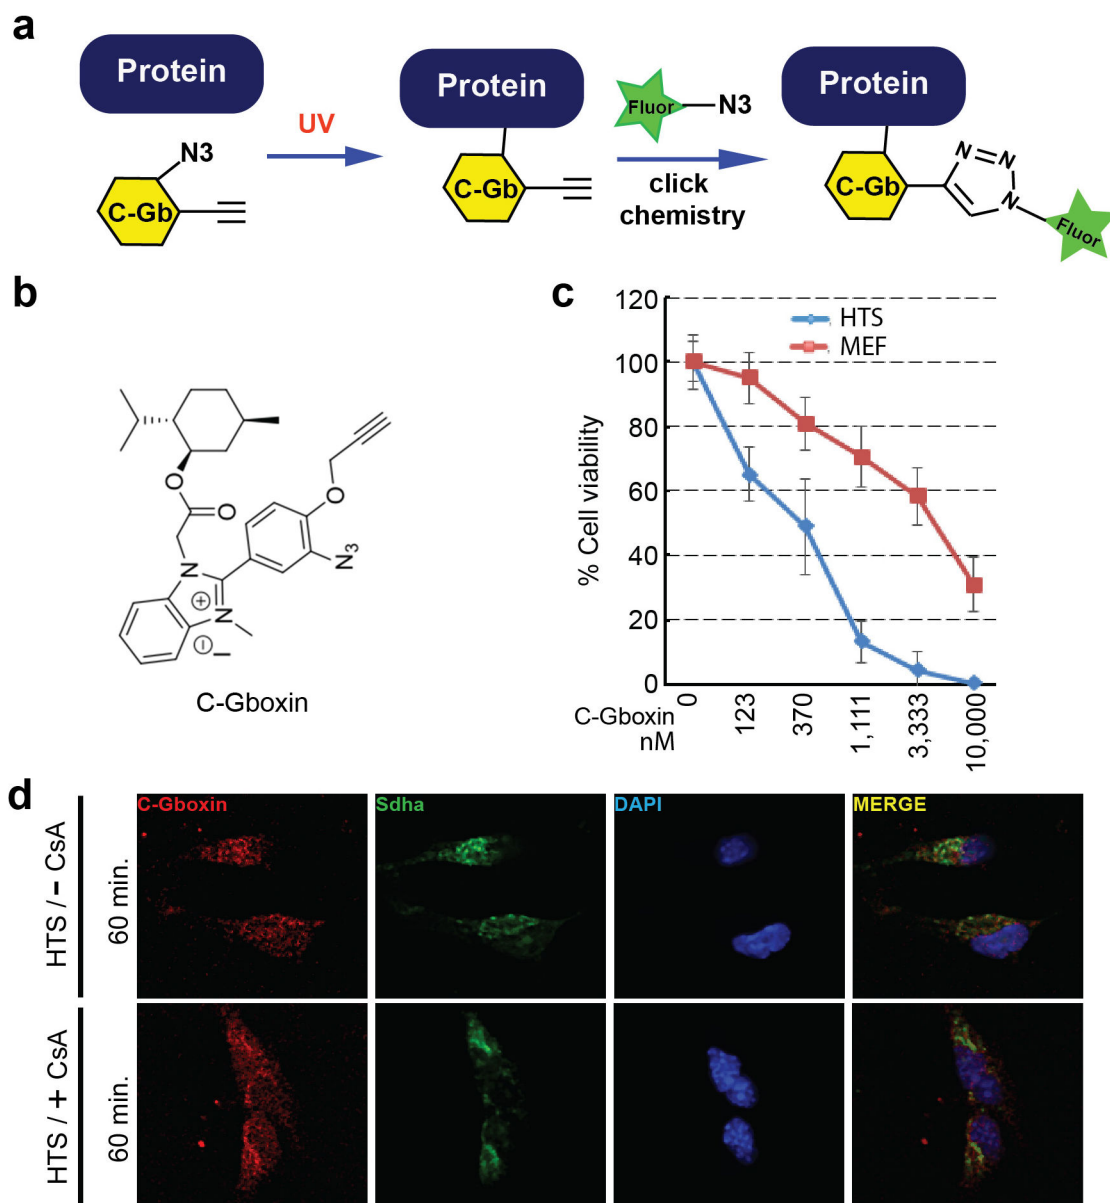 a
Protein
N3
C-Gb
UV
Protein
C-Gb
Fluor
N3
click
chemistry
Protein
C-Gb
N
N
N
Fluor
b
O
O
O
N3
N
N
+
I
−
C-Gboxin
c
HTS
MEF
% Cell viability
120
100
80
60
40
20
0
C-Gboxin
nM
0
123
370
1,111
3,333
10,000
d
C-Gboxin
Sdha
DAPI
MERGE
HTS / - CsA
60 min.
HTS / + CsA
60 min.